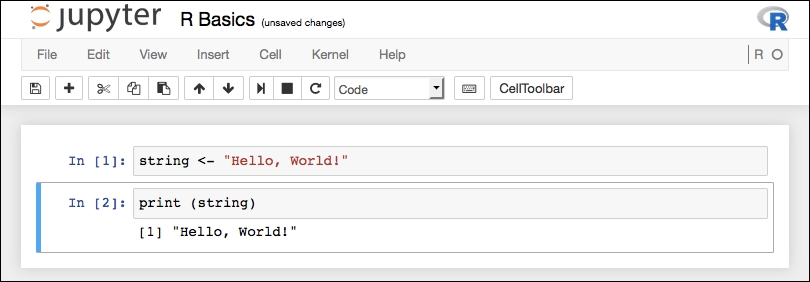 jupyter R Basics (unsaved changes) R
File Edit View Insert Cell Kernel Help R
Code CellToolbar
In [1]: string <- "Hello, World!"
In [2]: print (string)
[1] "Hello, World!"